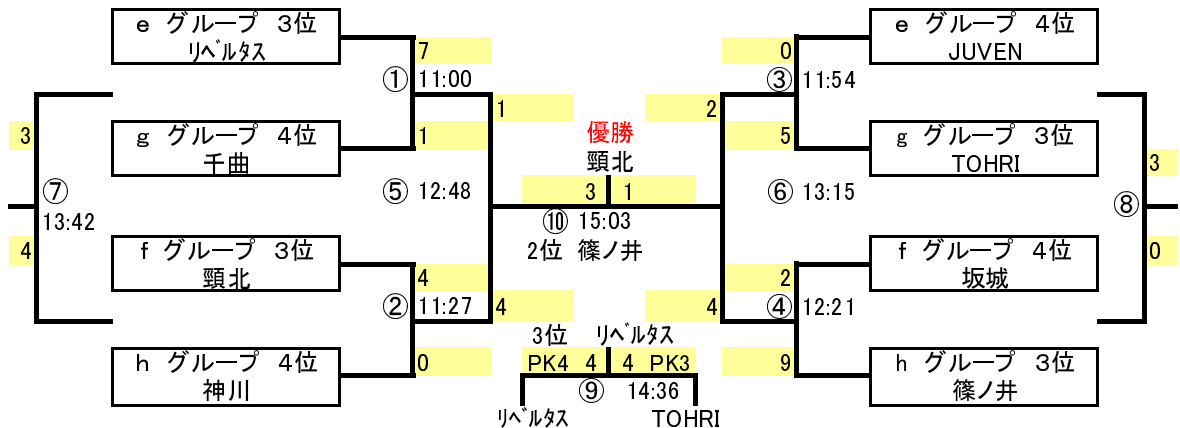 e グループ 3位
リベルタス
7
① 11:00
1
g グループ 4位
千曲
1
3
⑦
13:42
4
⑤ 12:48
f グループ 3位
頸北
4
② 11:27
4
h グループ 4位
神川
0
優勝
頸北
3 1
⑩ 15:03
2位 篠ノ井
3位 リベルタス
PK4 4 4 PK3
⑨ 14:36
リベルタス TOHRI
e グループ 4位
JUVEN
0
③ 11:54
2
5
g グループ 3位
TOHRI
⑥ 13:15
3
⑧
0
f グループ 4位
坂城
2
④ 12:21
4
9
h グループ 3位
篠ノ井